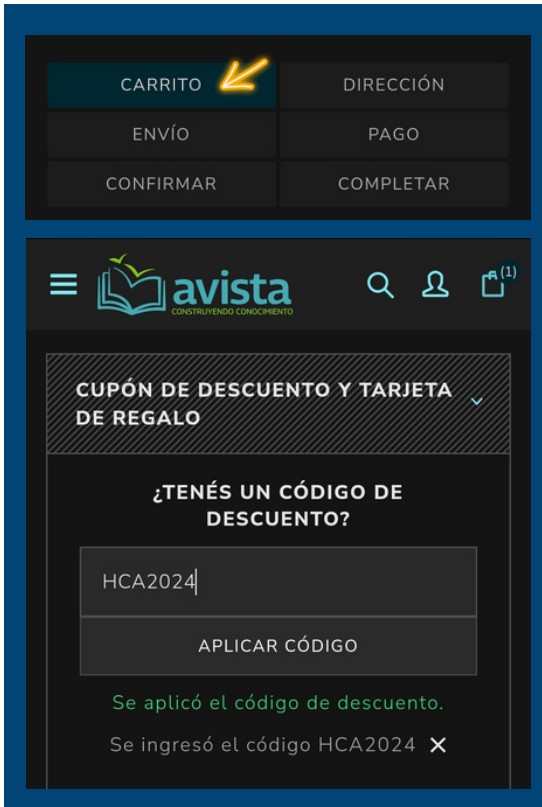 CARRITO DIRECCIÓN
ENVÍO PAGO
CONFIRMAR COMPLETAR
avista (1)
CONSTRUYENDO CONOCIMIENTO
CUPÓN DE DESCUENTO Y TARJETA
DE REGALO
¿TENÉS UN CÓDIGO DE
DESCUENTO?
HCA2024
APLICAR CÓDIGO
Se aplicó el código de descuento.
Se ingresó el código HCA2024 ✕